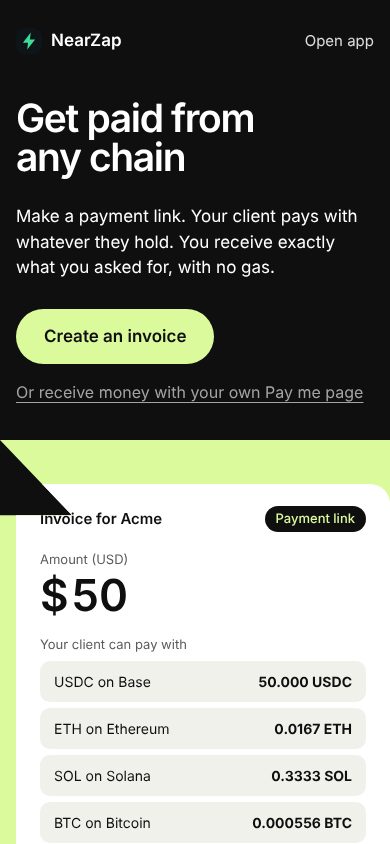 NearZap
Open app
Get paid from
any chain
Make a payment link. Your client pays with
whatever they hold. You receive exactly
what you asked for, with no gas.
Create an invoice
Or receive money with your own Pay me page
Invoice for Acme
Payment link
Amount (USD)
$50
Your client can pay with
USDC on Base
50.000 USDC
ETH on Ethereum
0.0167 ETH
SOL on Solana
0.3333 SOL
BTC on Bitcoin
0.000556 BTC